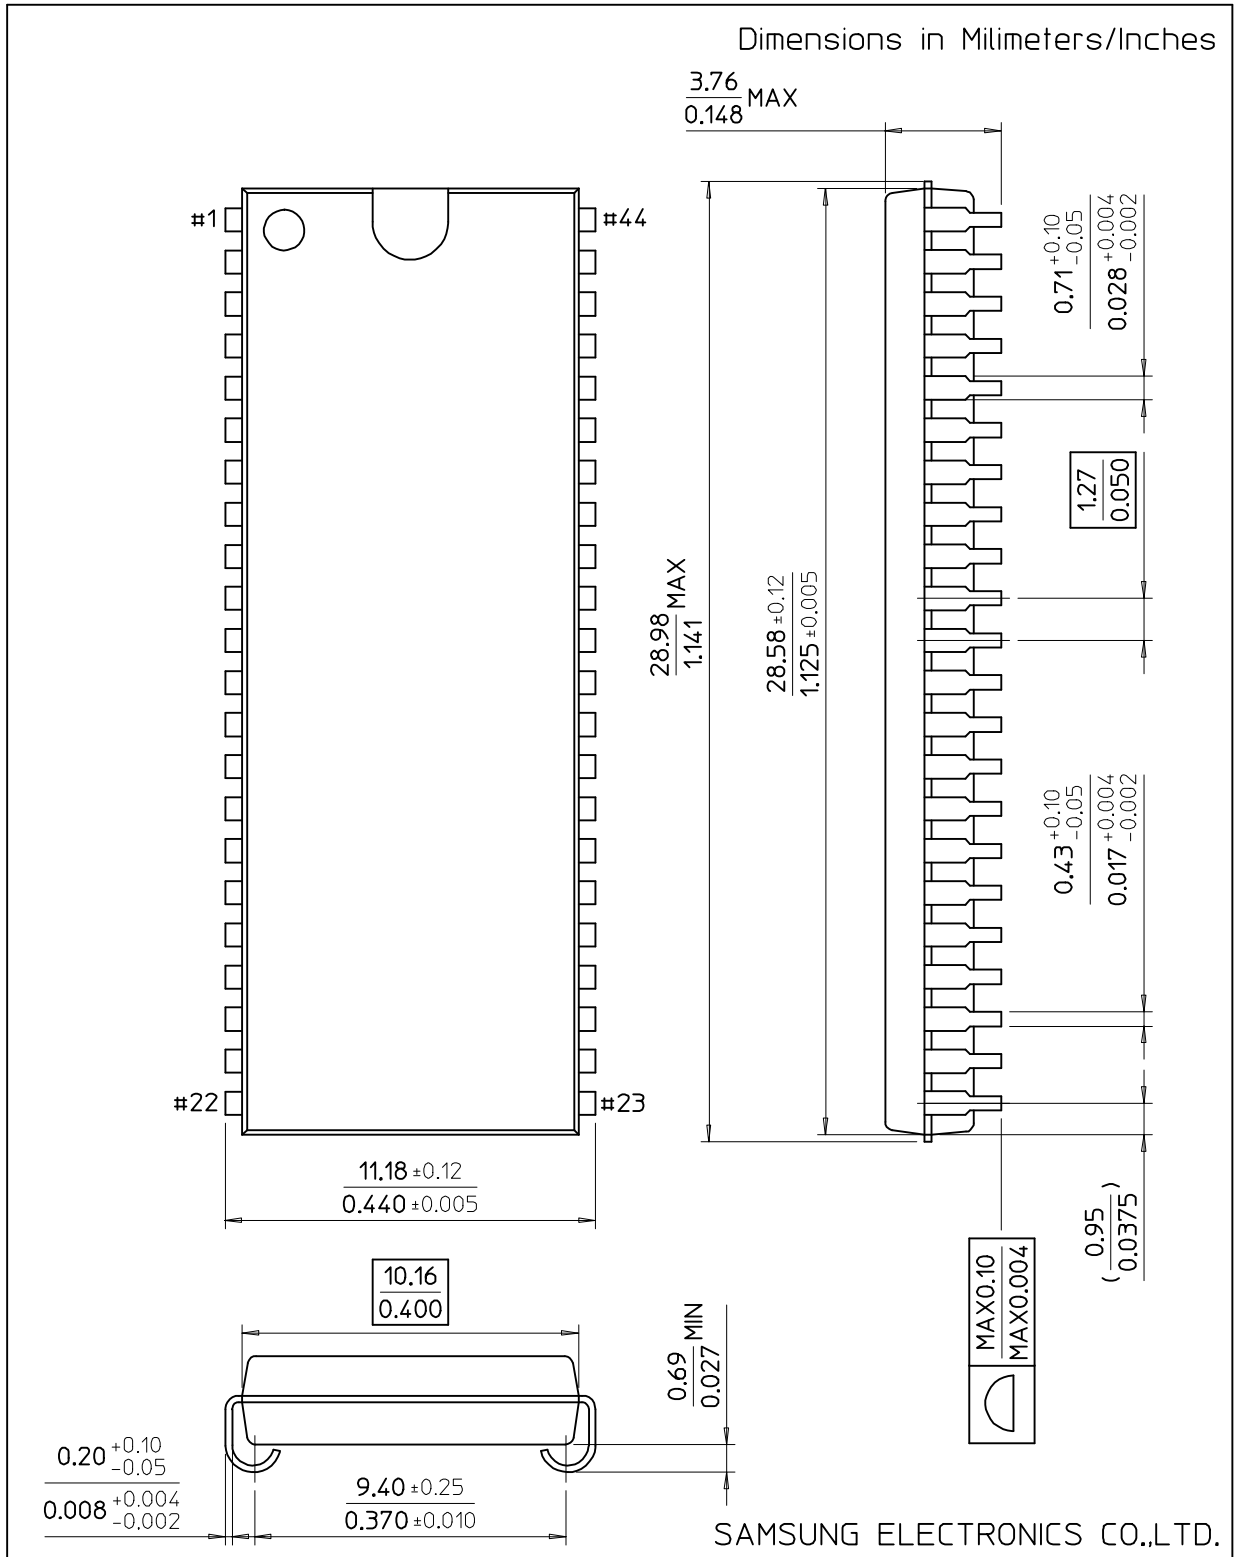 Dimensions in Milimeters/Inches
3.76
0.148 MAX
#1
#44
0.71 +0.10 -0.05
0.028 +0.004 -0.002
1.27
0.050
28.98 MAX
1.141
28.58 ±0.12
1.125 ±0.005
0.43 +0.10 -0.05
0.017 +0.004 -0.002
#22
#23
11.18 ±0.12
0.440 ±0.005
(0.95
0.0375)
MAX0.10
MAX0.004
10.16
0.400
0.69 MIN
0.027
0.20 +0.10 -0.05
0.008 +0.004 -0.002
9.40 ±0.25
0.370 ±0.010
SAMSUNG ELECTRONICS CO.,LTD.